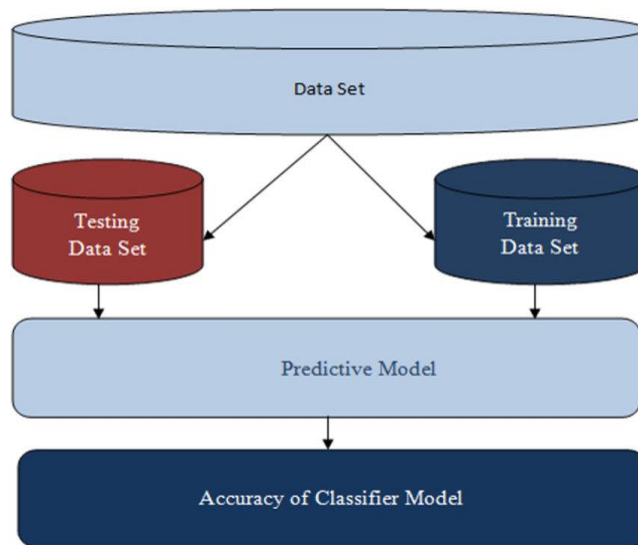 Data Set
Testing
Data Set
Training
Data Set
Predictive Model
Accuracy of Classifier Model